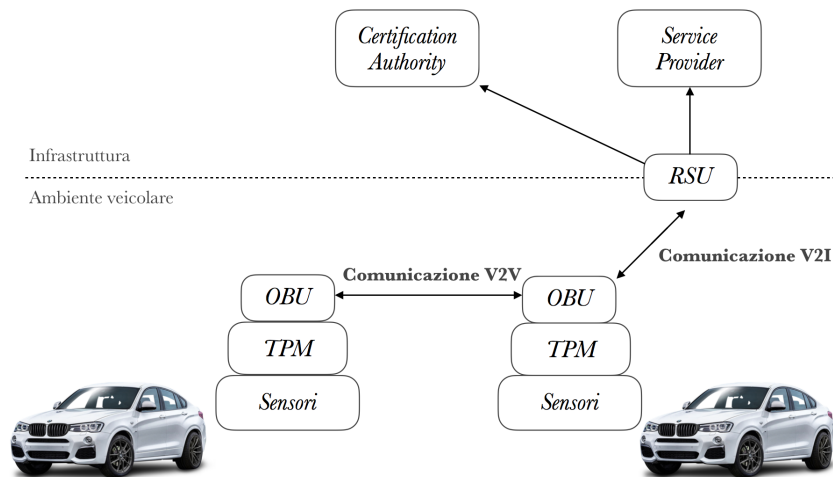 Certification
Authority
Service
Provider
Infrastruttura
RSU
Ambiente veicolare
Comunicazione V2I
Comunicazione V2V
OBU
OBU
TPM
TPM
Sensori
Sensori